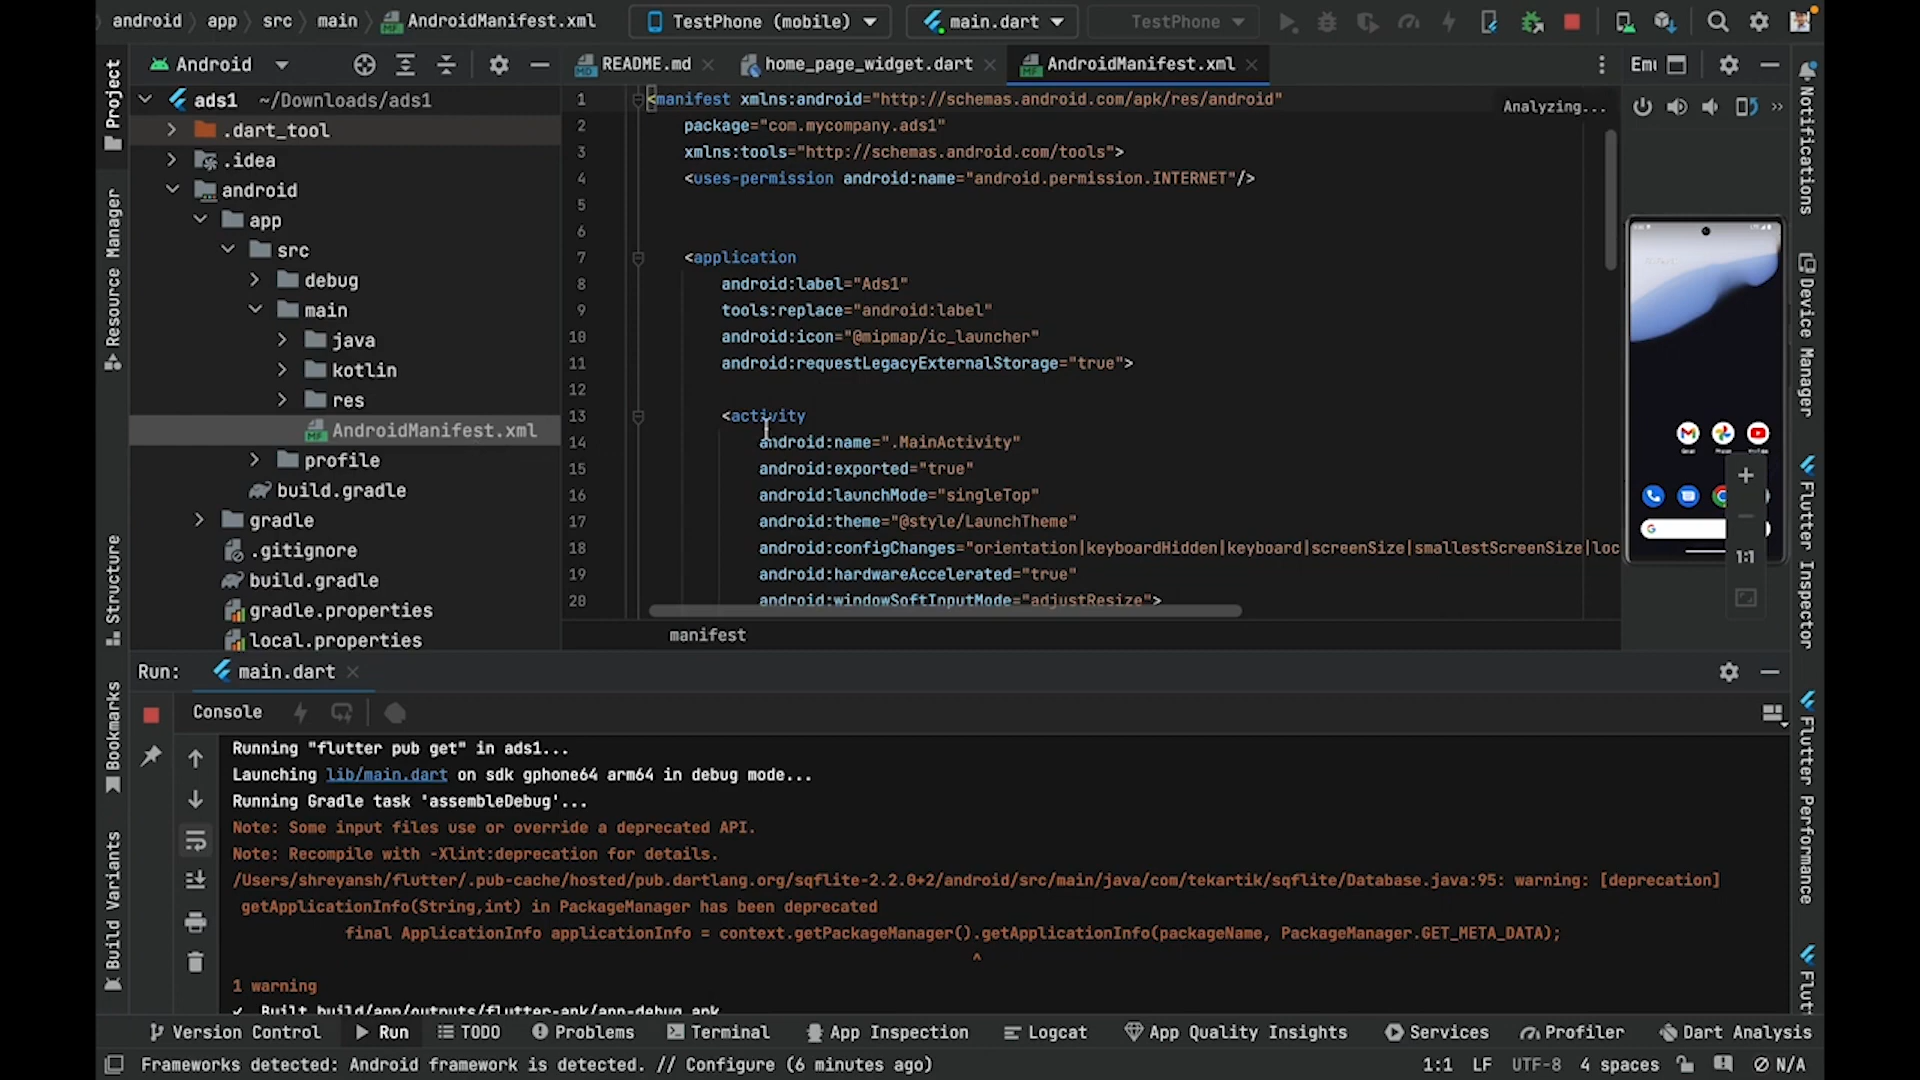 android app src main AndroidManifest.xml TestPhone (mobile) main.dart TestPhone
Project
Resource Manager
Structure
Bookmarks
Build Variants
Android
ads1 ~/Downloads/ads1
.dart_tool
.idea
android
app
src
debug
main
java
kotlin
res
AndroidManifest.xml
profile
build.gradle
gradle
.gitignore
build.gradle
gradle.properties
local.properties
README.md home_page_widget.dart AndroidManifest.xml
Analyzing...
1 <manifest xmlns:android="http://schemas.android.com/apk/res/android"
2 package="com.mycompany.ads1"
3 xmlns:tools="http://schemas.android.com/tools">
4 <uses-permission android:name="android.permission.INTERNET"/>
5
6
7 <application
8 android:label="Ads1"
9 tools:replace="android:label"
10 android:icon="@mipmap/ic_launcher"
11 android:requestLegacyExternalStorage="true">
12
13 <activity
14 android:name=".MainActivity"
15 android:exported="true"
16 android:launchMode="singleTop"
17 android:theme="@style/LaunchTheme"
18 android:configChanges="orientation|keyboardHidden|keyboard|screenSize|smallestScreenSize|loc
19 android:hardwareAccelerated="true"
20 android:windowSoftInputMode="adjustResize">
manifest
Emu
1:1
Notifications
Device Manager
Flutter Inspector
Flutter Performance
Flutt
Run: main.dart
Console
Running "flutter pub get" in ads1...
Launching lib/main.dart on sdk gphone64 arm64 in debug mode...
Running Gradle task 'assembleDebug'...
Note: Some input files use or override a deprecated API.
Note: Recompile with -Xlint:deprecation for details.
/Users/shreyansh/flutter/.pub-cache/hosted/pub.dartlang.org/sqflite-2.2.0+2/android/src/main/java/com/tekartik/sqflite/Database.java:95: warning: [deprecation]
getApplicationInfo(String,int) in PackageManager has been deprecated
final ApplicationInfo applicationInfo = context.getPackageManager().getApplicationInfo(packageName, PackageManager.GET_META_DATA);
^
1 warning
✓ Built build/app/outputs/flutter-apk/app-debug.apk
Version Control Run TODO Problems Terminal App Inspection Logcat App Quality Insights Services Profiler Dart Analysis
Frameworks detected: Android framework is detected. // Configure (6 minutes ago) 1:1 LF UTF-8 4 spaces N/A